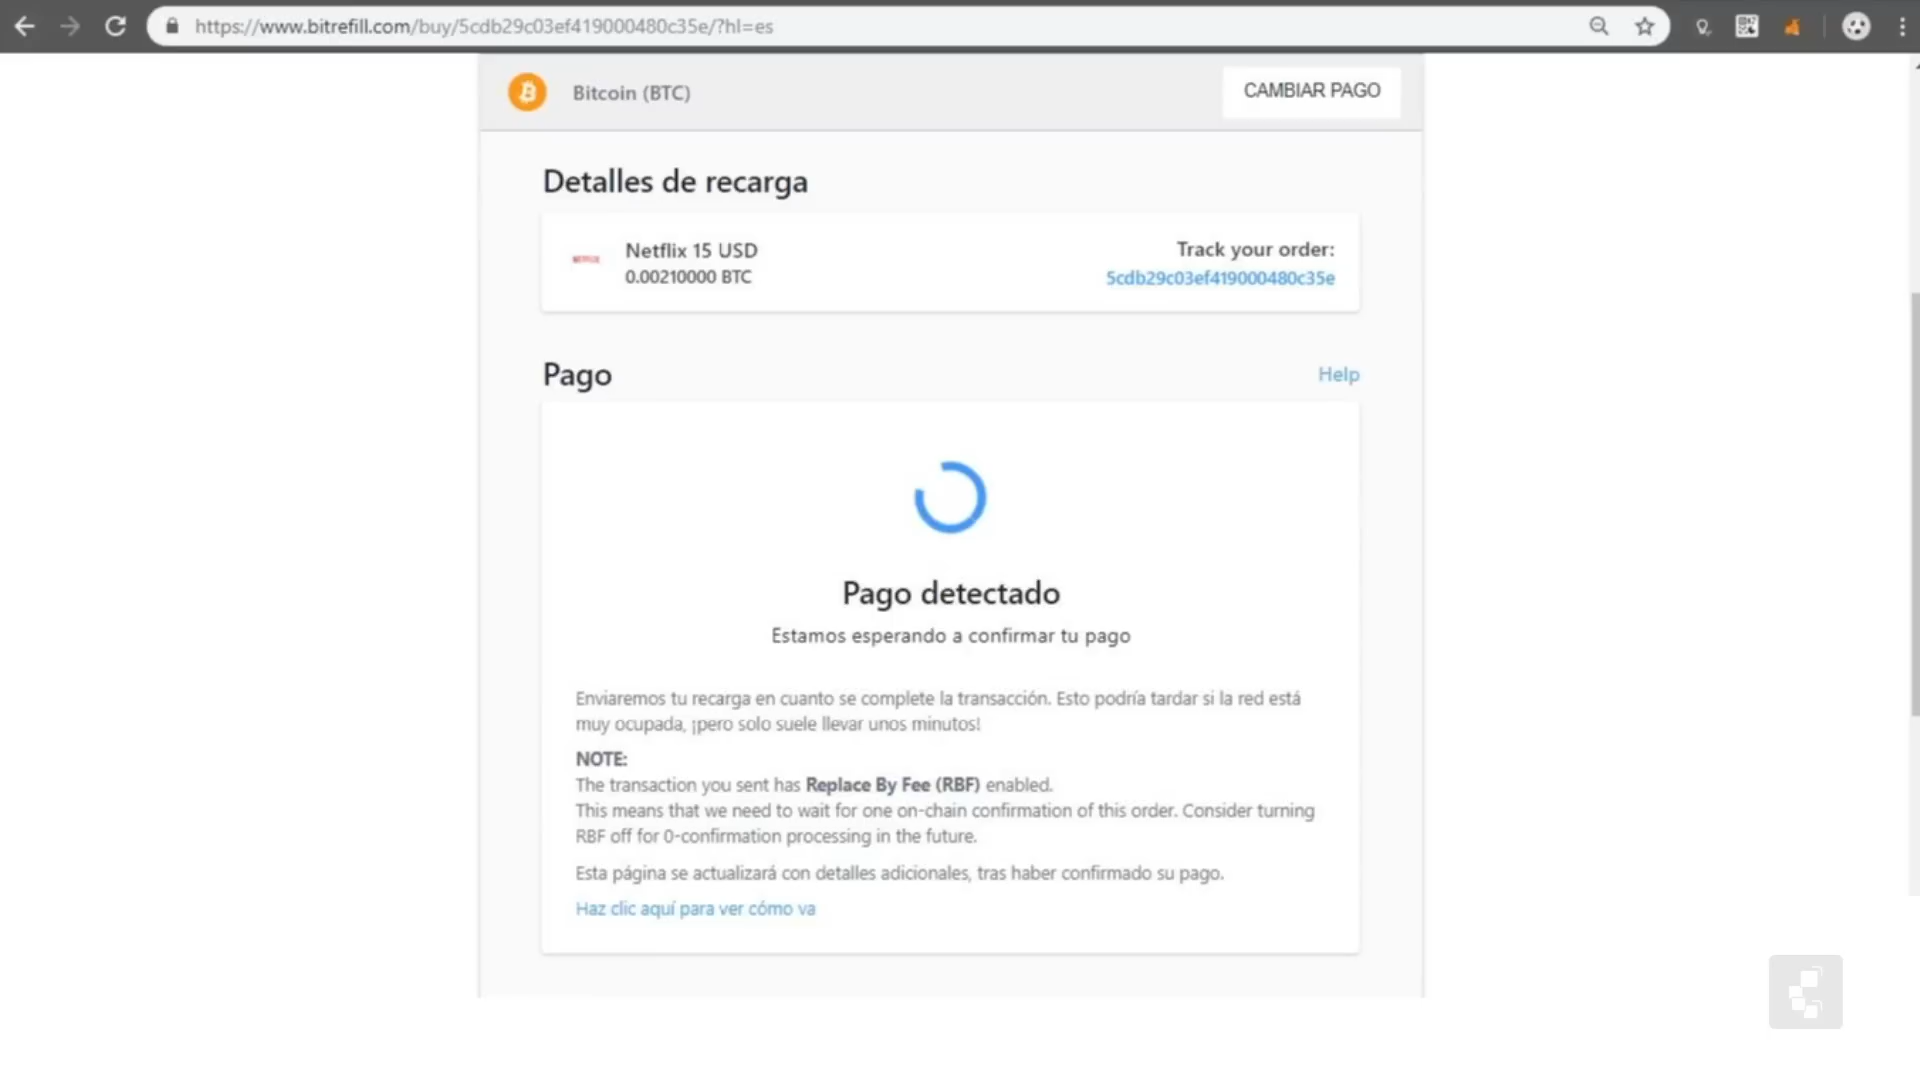 https://www.bitrefill.com/buy/5cdb29c03ef419000480c35e/?hl=es
Bitcoin (BTC)
CAMBIAR PAGO
Detalles de recarga
NETFLIX
Netflix 15 USD
0.00210000 BTC
Track your order:
5cdb29c03ef419000480c35e
Pago
Help
Pago detectado
Estamos esperando a confirmar tu pago
Enviaremos tu recarga en cuanto se complete la transacción. Esto podría tardar si la red está
muy ocupada, ¡pero solo suele llevar unos minutos!
NOTE:
The transaction you sent has Replace By Fee (RBF) enabled.
This means that we need to wait for one on-chain confirmation of this order. Consider turning
RBF off for 0-confirmation processing in the future.
Esta página se actualizará con detalles adicionales, tras haber confirmado su pago.
Haz clic aquí para ver cómo va